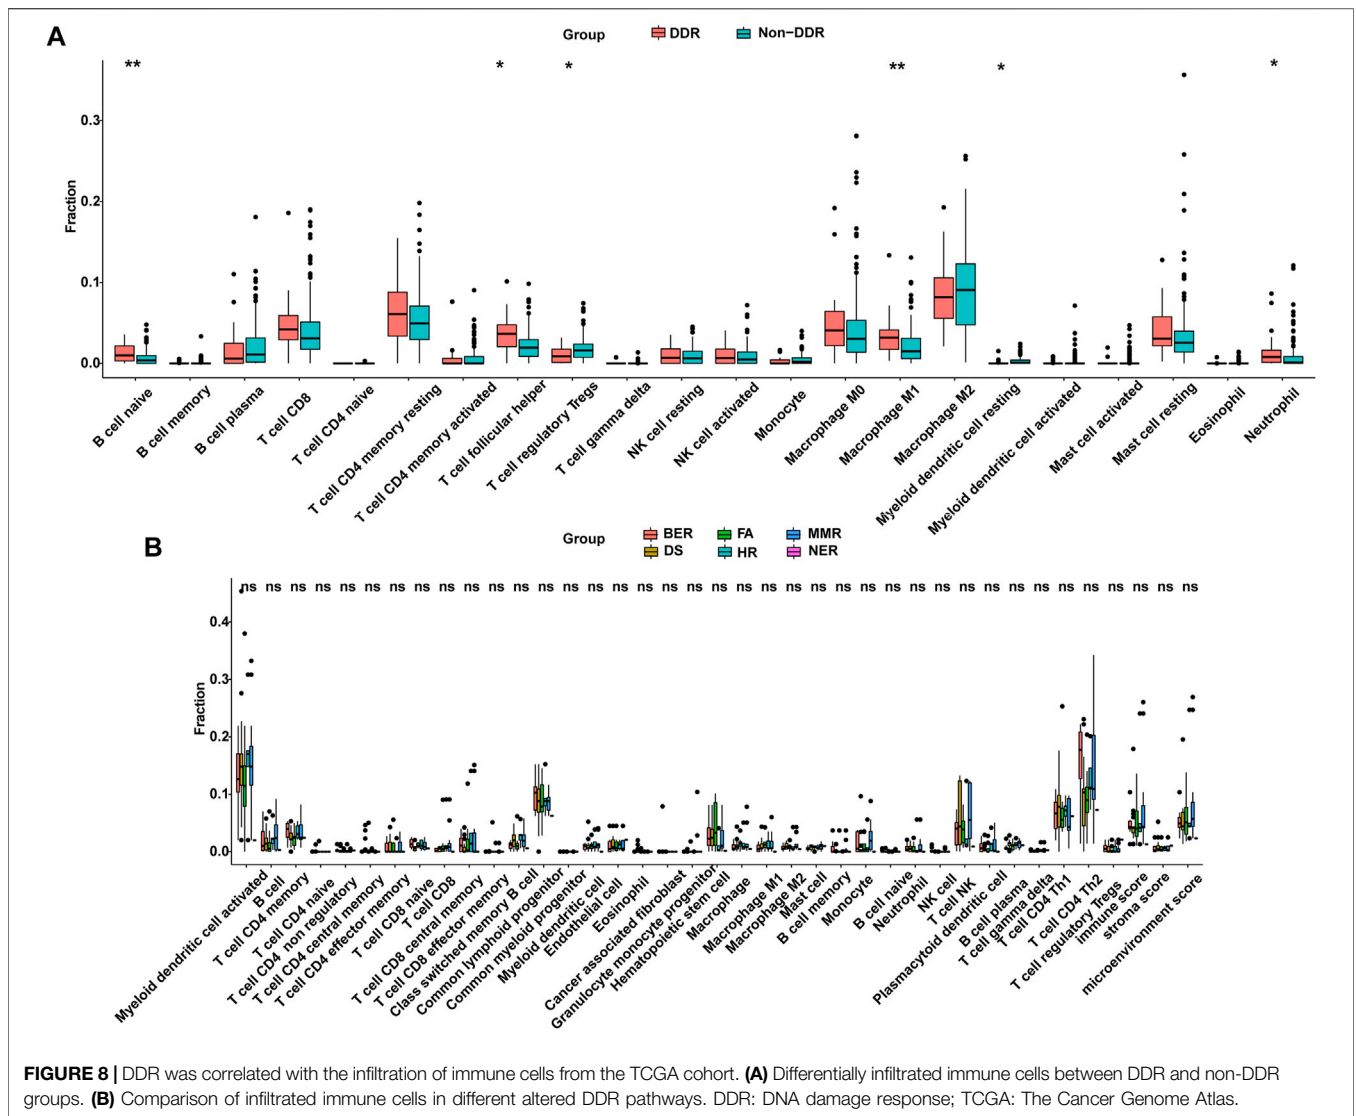 A
Group DDR Non-DDR
** * * ** * *
Fraction
0.3
0.2
0.1
0.0
B cell naive
B cell memory
B cell plasma
T cell CD8
T cell CD4 naive
T cell CD4 memory resting
T cell CD4 memory activated
T cell follicular helper
T cell regulatory Tregs
T cell gamma delta
NK cell resting
NK cell activated
Monocyte
Macrophage M0
Macrophage M1
Macrophage M2
Myeloid dendritic cell resting
Myeloid dendritic cell activated
Mast cell activated
Mast cell resting
Eosinophil
Neutrophil
B
Group BER FA MMR
DS HR NER
ns ns ns ns ns ns ns ns ns ns ns ns ns ns ns ns ns ns ns ns ns ns ns ns ns ns ns ns ns ns ns ns ns ns ns ns ns ns ns
Fraction
0.4
0.3
0.2
0.1
0.0
Myeloid dendritic cell activated
B cell
T cell CD4 memory
T cell CD4 naive
T cell CD4 non regulatory
T cell CD4 central memory
T cell CD4 effector memory
T cell CD8 naive
T cell CD8
T cell CD8 central memory
T cell CD8 effector memory
Class switched memory B cell
Common lymphoid progenitor
Common myeloid progenitor
Myeloid dendritic cell
Endothelial cell
Eosinophil
Cancer associated fibroblast
Granulocyte monocyte progenitor
Hematopoietic stem cell
Macrophage
Macrophage M1
Macrophage M2
Mast cell
B cell memory
Monocyte
B cell naive
Neutrophil
NK cell
T cell NK
Plasmacytoid dendritic cell
B cell plasma
T cell gamma delta
T cell CD4 Th1
T cell CD4 Th2
T cell regulatory Tregs
immune score
stroma score
microenvironment score
FIGURE 8 | DDR was correlated with the infiltration of immune cells from the TCGA cohort. (A) Differentially infiltrated immune cells between DDR and non-DDR
groups. (B) Comparison of infiltrated immune cells in different altered DDR pathways. DDR: DNA damage response; TCGA: The Cancer Genome Atlas.